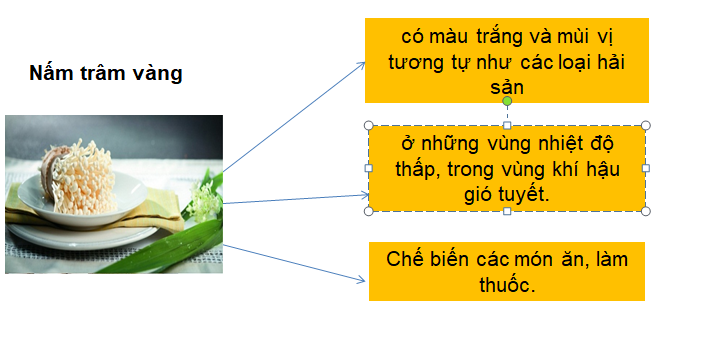 Nấm trâm vàng
có màu trắng và mùi vị
tương tự như các loại hải
sản
ở những vùng nhiệt độ
thấp, trong vùng khí hậu
gió tuyết.
Chế biến các món ăn, làm
thuốc.